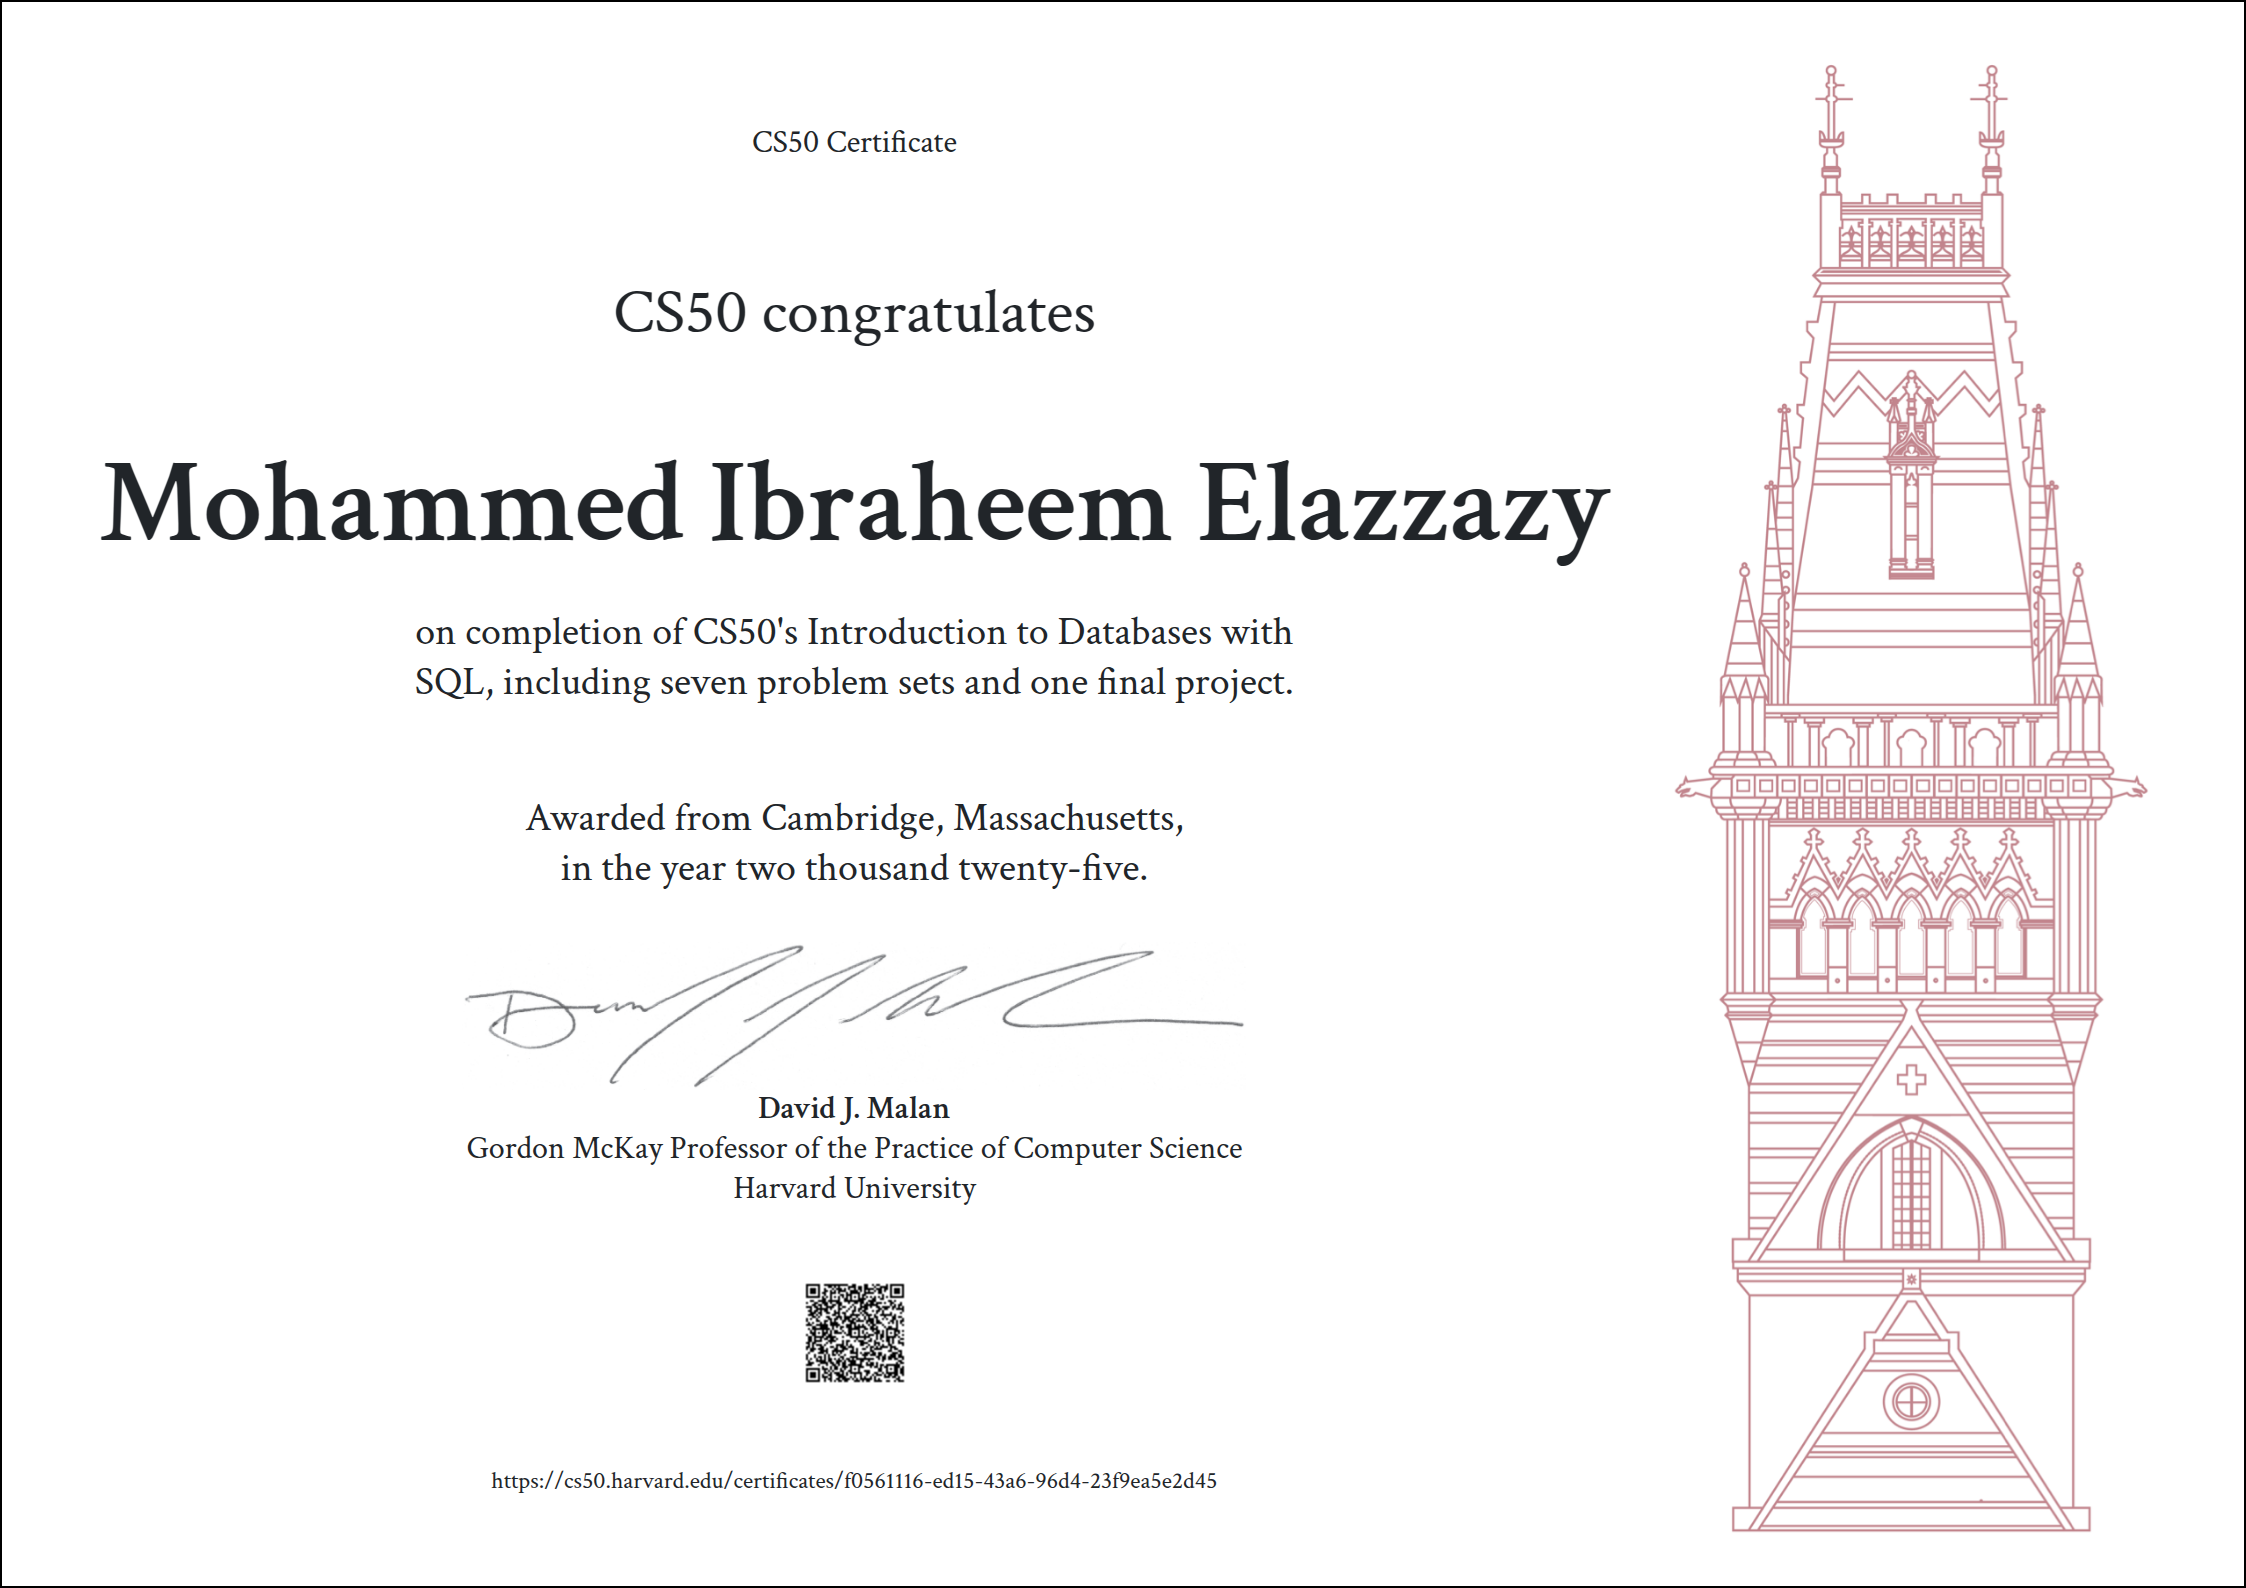 CS50 Certificate
CS50 congratulates
Mohammed Ibraheem Elazzazy
on completion of CS50's Introduction to Databases with
SQL, including seven problem sets and one final project.
Awarded from Cambridge, Massachusetts,
in the year two thousand twenty-five.
David J. Malan
Gordon McKay Professor of the Practice of Computer Science
Harvard University
https://cs50.harvard.edu/certificates/f0561116-ed15-43a6-96d4-23f9ea5e2d45